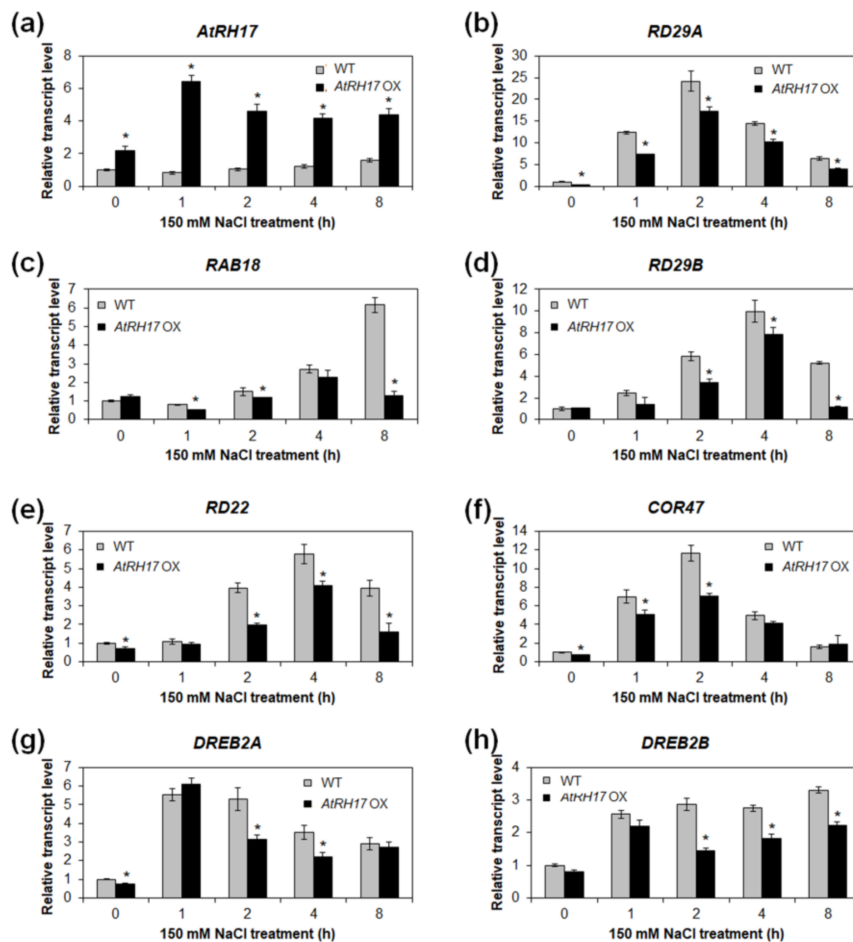 (a)
AtRH17
Relative transcript level
8
6
4
2
0
WT
AtRH17 OX
*
*
*
*
*
0 1 2 4 8
150 mM NaCl treatment (h)
(b)
RD29A
Relative transcript level
30
25
20
15
10
5
0
WT
AtRH17 OX
*
*
*
*
*
0 1 2 4 8
150 mM NaCl treatment (h)
(c)
RAB18
Relative transcript level
7
6
5
4
3
2
1
0
WT
AtRH17 OX
*
*
*
0 1 2 4 8
150 mM NaCl treatment (h)
(d)
RD29B
Relative transcript level
12
10
8
6
4
2
0
WT
AtRH17 OX
*
*
*
0 1 2 4 8
150 mM NaCl treatment (h)
(e)
RD22
Relative transcript level
7
6
5
4
3
2
1
0
WT
AtRH17 OX
*
*
*
*
0 1 2 4 8
150 mM NaCl treatment (h)
(f)
COR47
Relative transcript level
14
12
10
8
6
4
2
0
WT
AtRH17 OX
*
*
*
0 1 2 4 8
150 mM NaCl treatment (h)
(g)
DREB2A
Relative transcript level
7
6
5
4
3
2
1
0
WT
AtRH17 OX
*
*
*
0 1 2 4 8
150 mM NaCl treatment (h)
(h)
DREB2B
Relative transcript level
4
3
2
1
0
WT
AtRH17 OX
*
*
*
0 1 2 4 8
150 mM NaCl treatment (h)